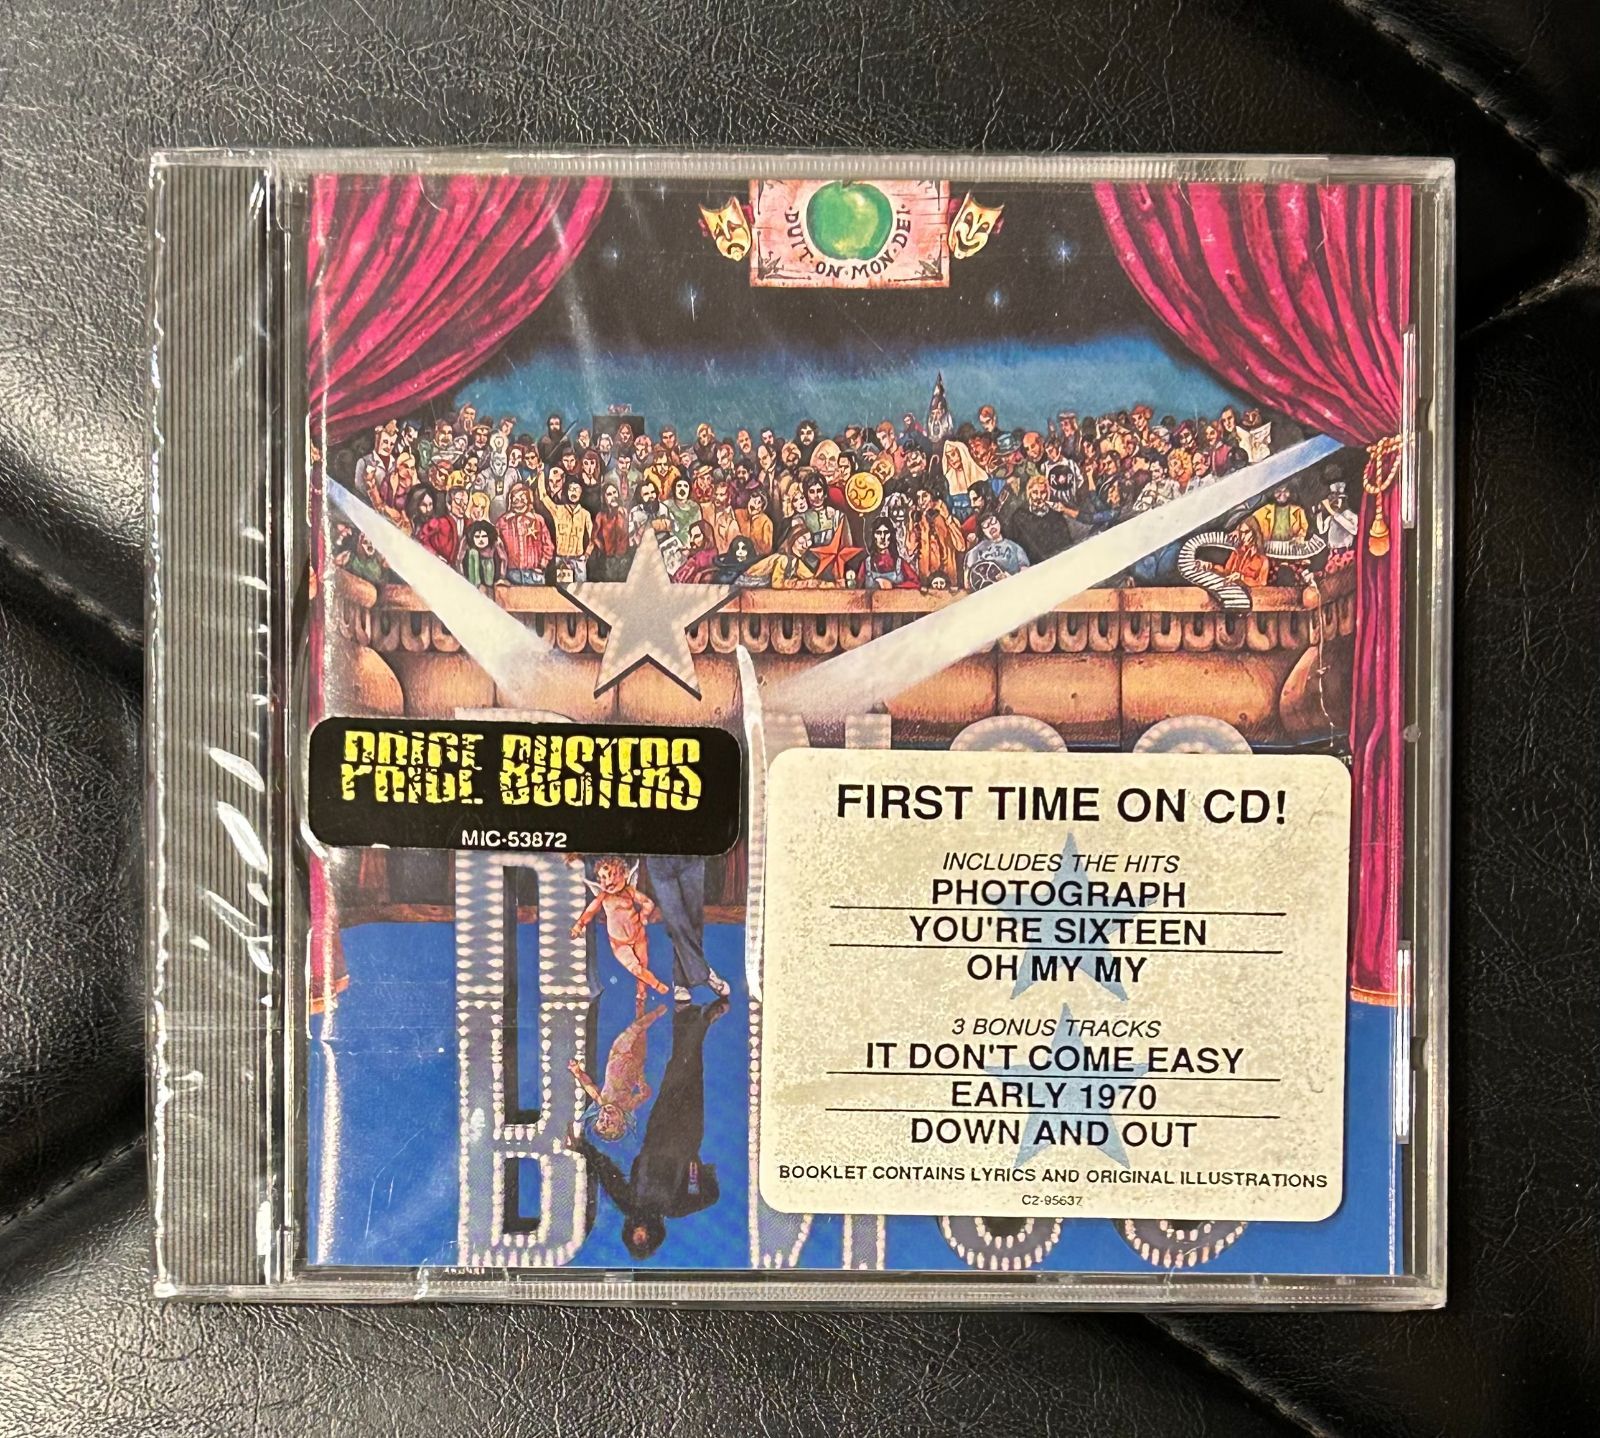 DUIT·ON·MON·DEI·
PRICE BUSTERS
MIC-53872
FIRST TIME ON CD!
INCLUDES THE HITS
PHOTOGRAPH
YOU'RE SIXTEEN
OH MY MY
3 BONUS TRACKS
IT DON'T COME EASY
EARLY 1970
DOWN AND OUT
BOOKLET CONTAINS LYRICS AND ORIGINAL ILLUSTRATIONS
C2-95637